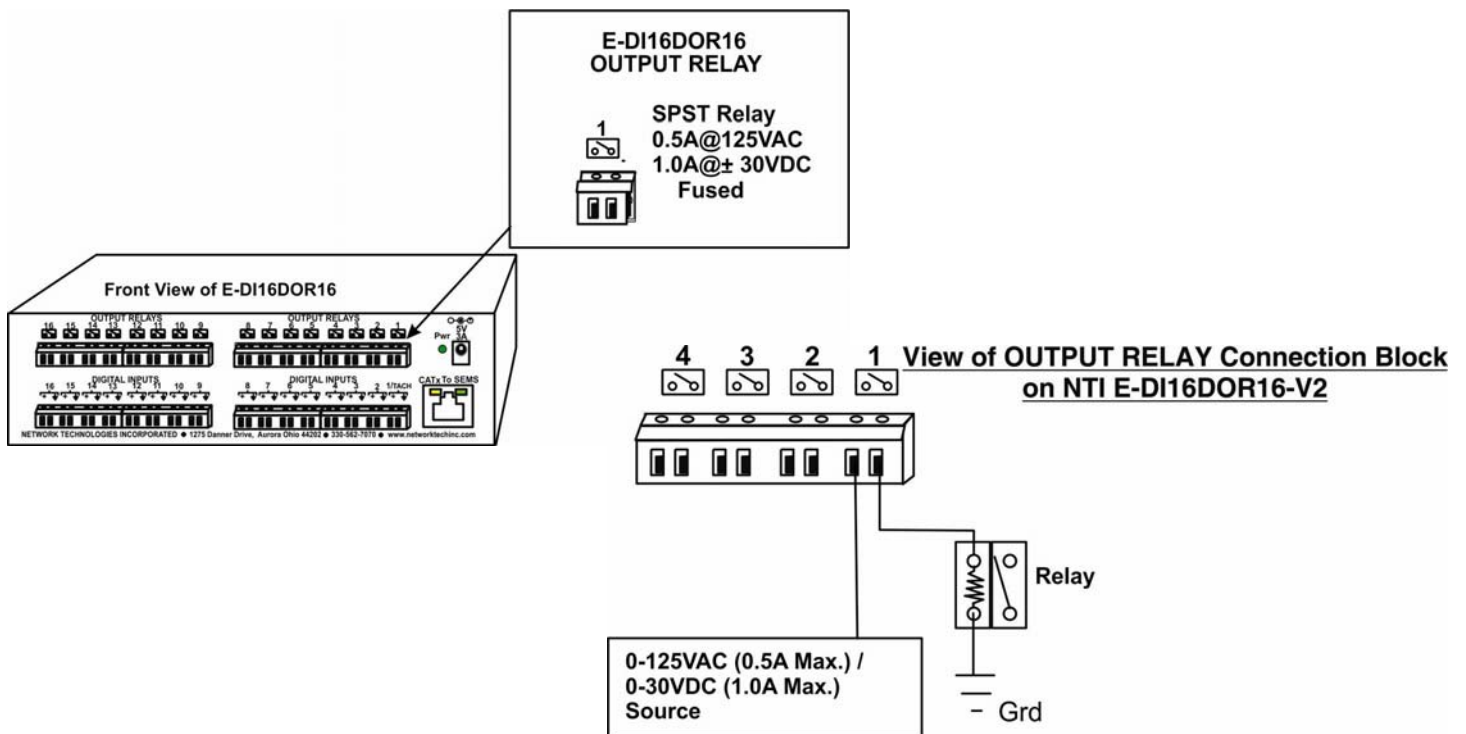 E-DI16DOR16
OUTPUT RELAY
1
SPST Relay
0.5A@125VAC
1.0A@± 30VDC
Fused
Front View of E-DI16DOR16
OUTPUT RELAYS
16 15 14 13 12 11 10 9
OUTPUT RELAYS
8 7 6 5 4 3 2 1
5V
3A
Pwr
DIGITAL INPUTS
16 15 14 13 12 11 10 9
DIGITAL INPUTS
8 7 6 5 4 3 2 1/TACH
CATx To SEMS
NETWORK TECHNOLOGIES INCORPORATED ◆ 1275 Danner Drive, Aurora Ohio 44202 ◆ 330-562-7070 ◆ www.networktechinc.com
4 3 2 1
View of OUTPUT RELAY Connection Block
on NTI E-DI16DOR16-V2
Relay
0-125VAC (0.5A Max.) /
0-30VDC (1.0A Max.)
Source
Grd